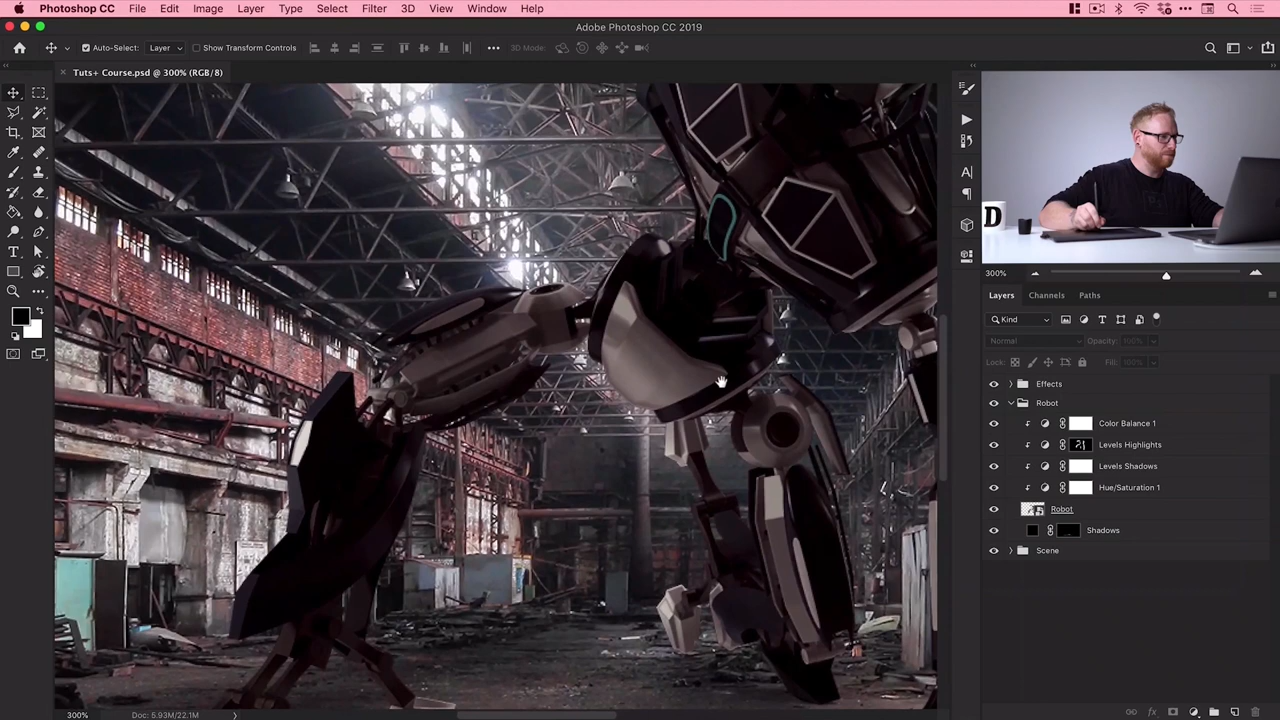 Photoshop CC File Edit Image Layer Type Select Filter 3D View Window Help
Adobe Photoshop CC 2019
Auto-Select: Layer Show Transform Controls 3D Mode:
Tuts+ Course.psd @ 300% (RGB/8)
D
300%
Layers Channels Paths
Kind
Normal Opacity: 100%
Lock: Fill: 100%
Effects
Robot
Color Balance 1
Levels Highlights
Levels Shadows
Hue/Saturation 1
Robot
Shadows
Scene
300% Doc: 5.93M/22.1M